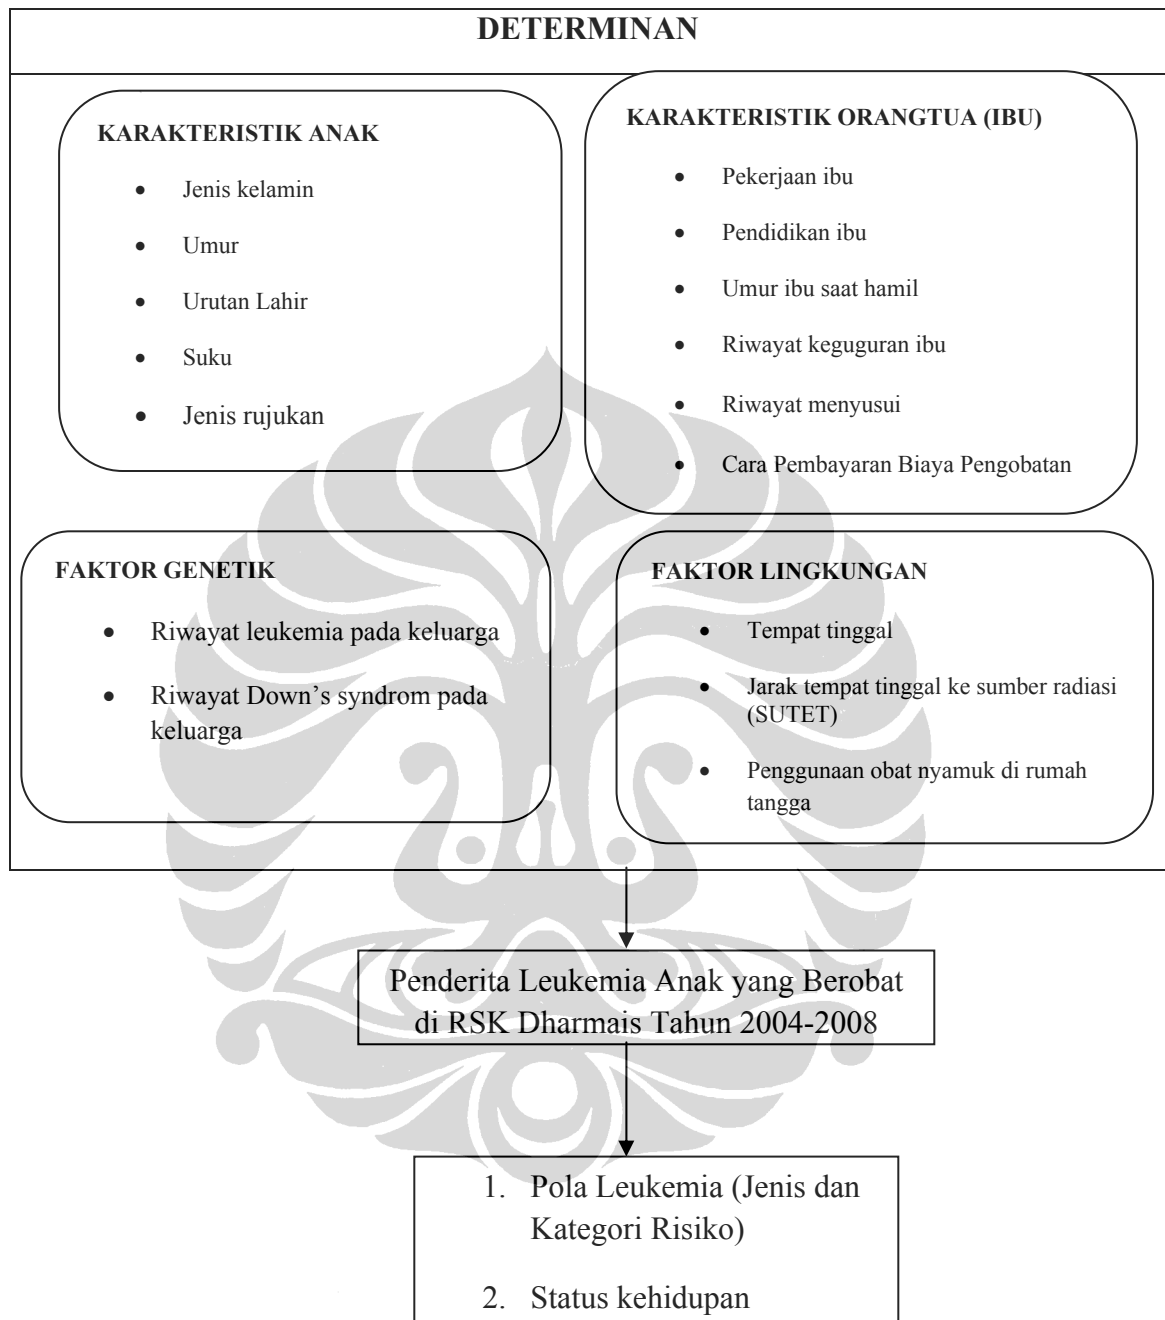 DETERMINAN
KARAKTERISTIK ANAK
• Jenis kelamin
• Umur
• Urutan Lahir
• Suku
• Jenis rujukan
KARAKTERISTIK ORANGTUA (IBU)
• Pekerjaan ibu
• Pendidikan ibu
• Umur ibu saat hamil
• Riwayat keguguran ibu
• Riwayat menyusui
• Cara Pembayaran Biaya Pengobatan
FAKTOR GENETIK
• Riwayat leukemia pada keluarga
• Riwayat Down's syndrom pada
keluarga
FAKTOR LINGKUNGAN
• Tempat tinggal
• Jarak tempat tinggal ke sumber radiasi
(SUTET)
• Penggunaan obat nyamuk di rumah
tangga
Penderita Leukemia Anak yang Berobat
di RSK Dharmais Tahun 2004-2008
1. Pola Leukemia (Jenis dan
Kategori Risiko)
2. Status kehidupan